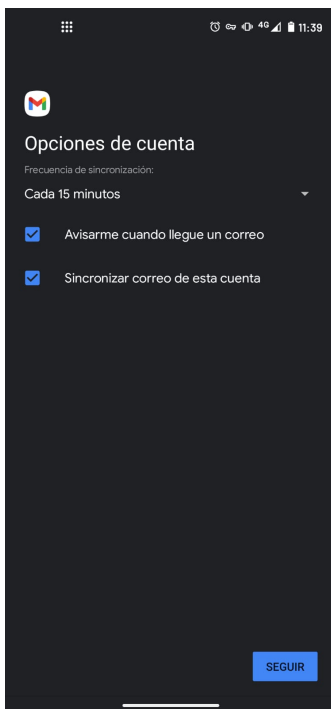 4G 11:39
Opciones de cuenta
Frecuencia de sincronización:
Cada 15 minutos
Avisarme cuando llegue un correo
Sincronizar correo de esta cuenta
SEGUIR